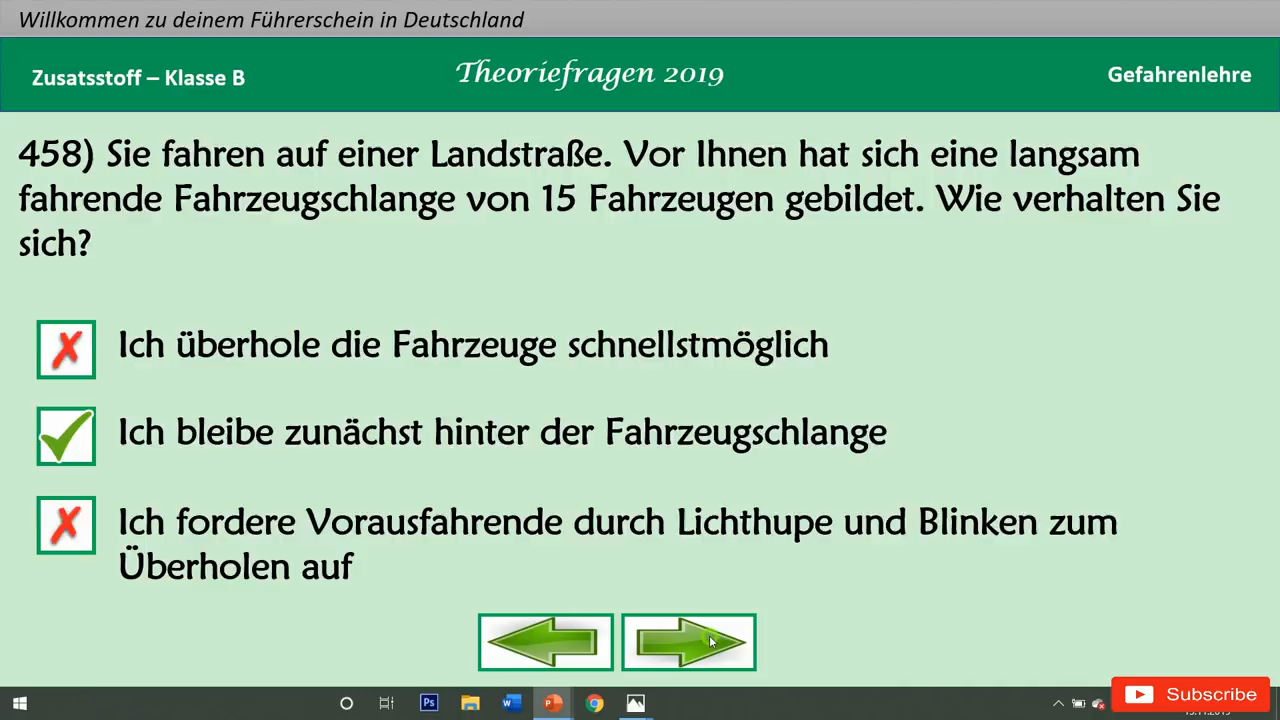 Willkommen zu deinem Führerschein in Deutschland
Zusatsstoff – Klasse B
Theoriefragen 2019
Gefahrenlehre
458) Sie fahren auf einer Landstraße. Vor Ihnen hat sich eine langsam
fahrende Fahrzeugschlange von 15 Fahrzeugen gebildet. Wie verhalten Sie
sich?
Ich überhole die Fahrzeuge schnellstmöglich
Ich bleibe zunächst hinter der Fahrzeugschlange
Ich fordere Vorausfahrende durch Lichthupe und Blinken zum
Überholen auf
Ps
W
P
Subscribe